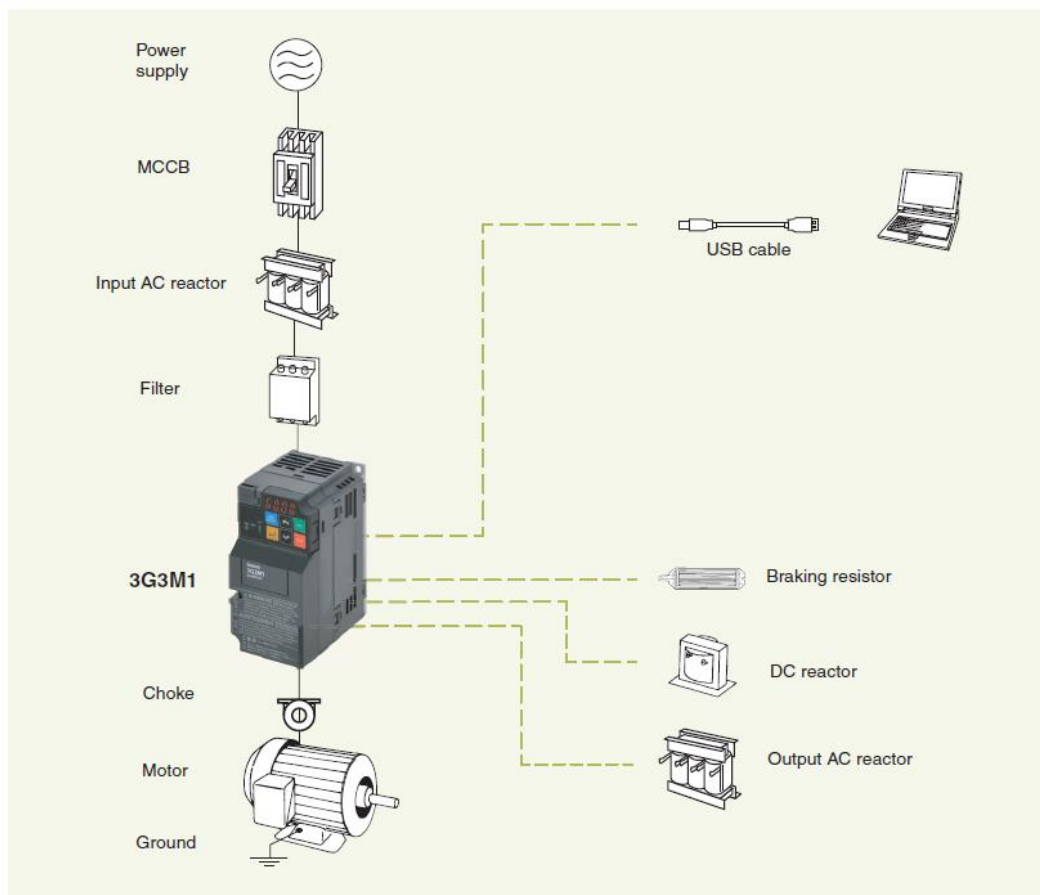 Power
supply
MCCB
Input AC reactor
USB cable
Filter
3G3M1
3G3M1
Braking resistor
DC reactor
Choke
Output AC reactor
Motor
Ground